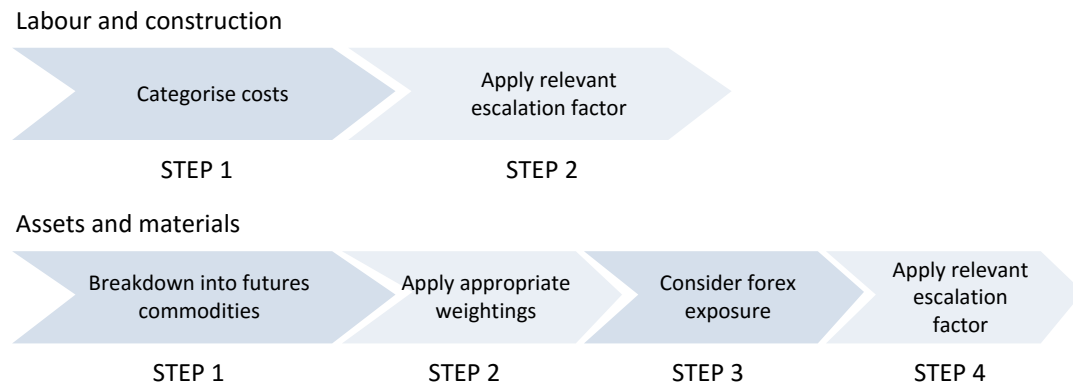 Labour and construction
Categorise costs
Apply relevant
escalation factor
STEP 1
STEP 2
Assets and materials
Breakdown into futures
commodities
Apply appropriate
weightings
Consider forex
exposure
Apply relevant
escalation
factor
STEP 1
STEP 2
STEP 3
STEP 4